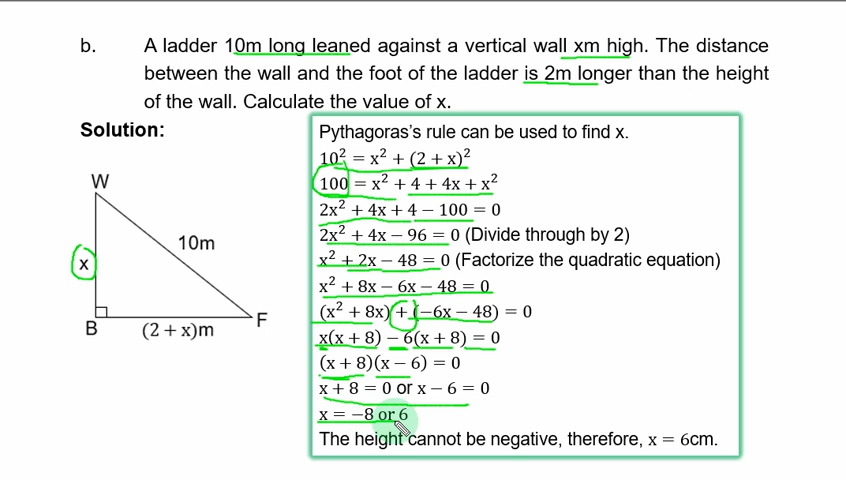 b. A ladder 10m long leaned against a vertical wall xm high. The distance
between the wall and the foot of the ladder is 2m longer than the height
of the wall. Calculate the value of x.
Solution:
W
10m
x
B
(2 + x)m
F
Pythagoras's rule can be used to find x.
10² = x² + (2 + x)²
100 = x² + 4 + 4x + x²
2x² + 4x + 4 − 100 = 0
2x² + 4x − 96 = 0 (Divide through by 2)
x² + 2x − 48 = 0 (Factorize the quadratic equation)
x² + 8x − 6x − 48 = 0
(x² + 8x) + (−6x − 48) = 0
x(x + 8) − 6(x + 8) = 0
(x + 8)(x − 6) = 0
x + 8 = 0 or x − 6 = 0
x = −8 or 6
The height cannot be negative, therefore, x = 6cm.